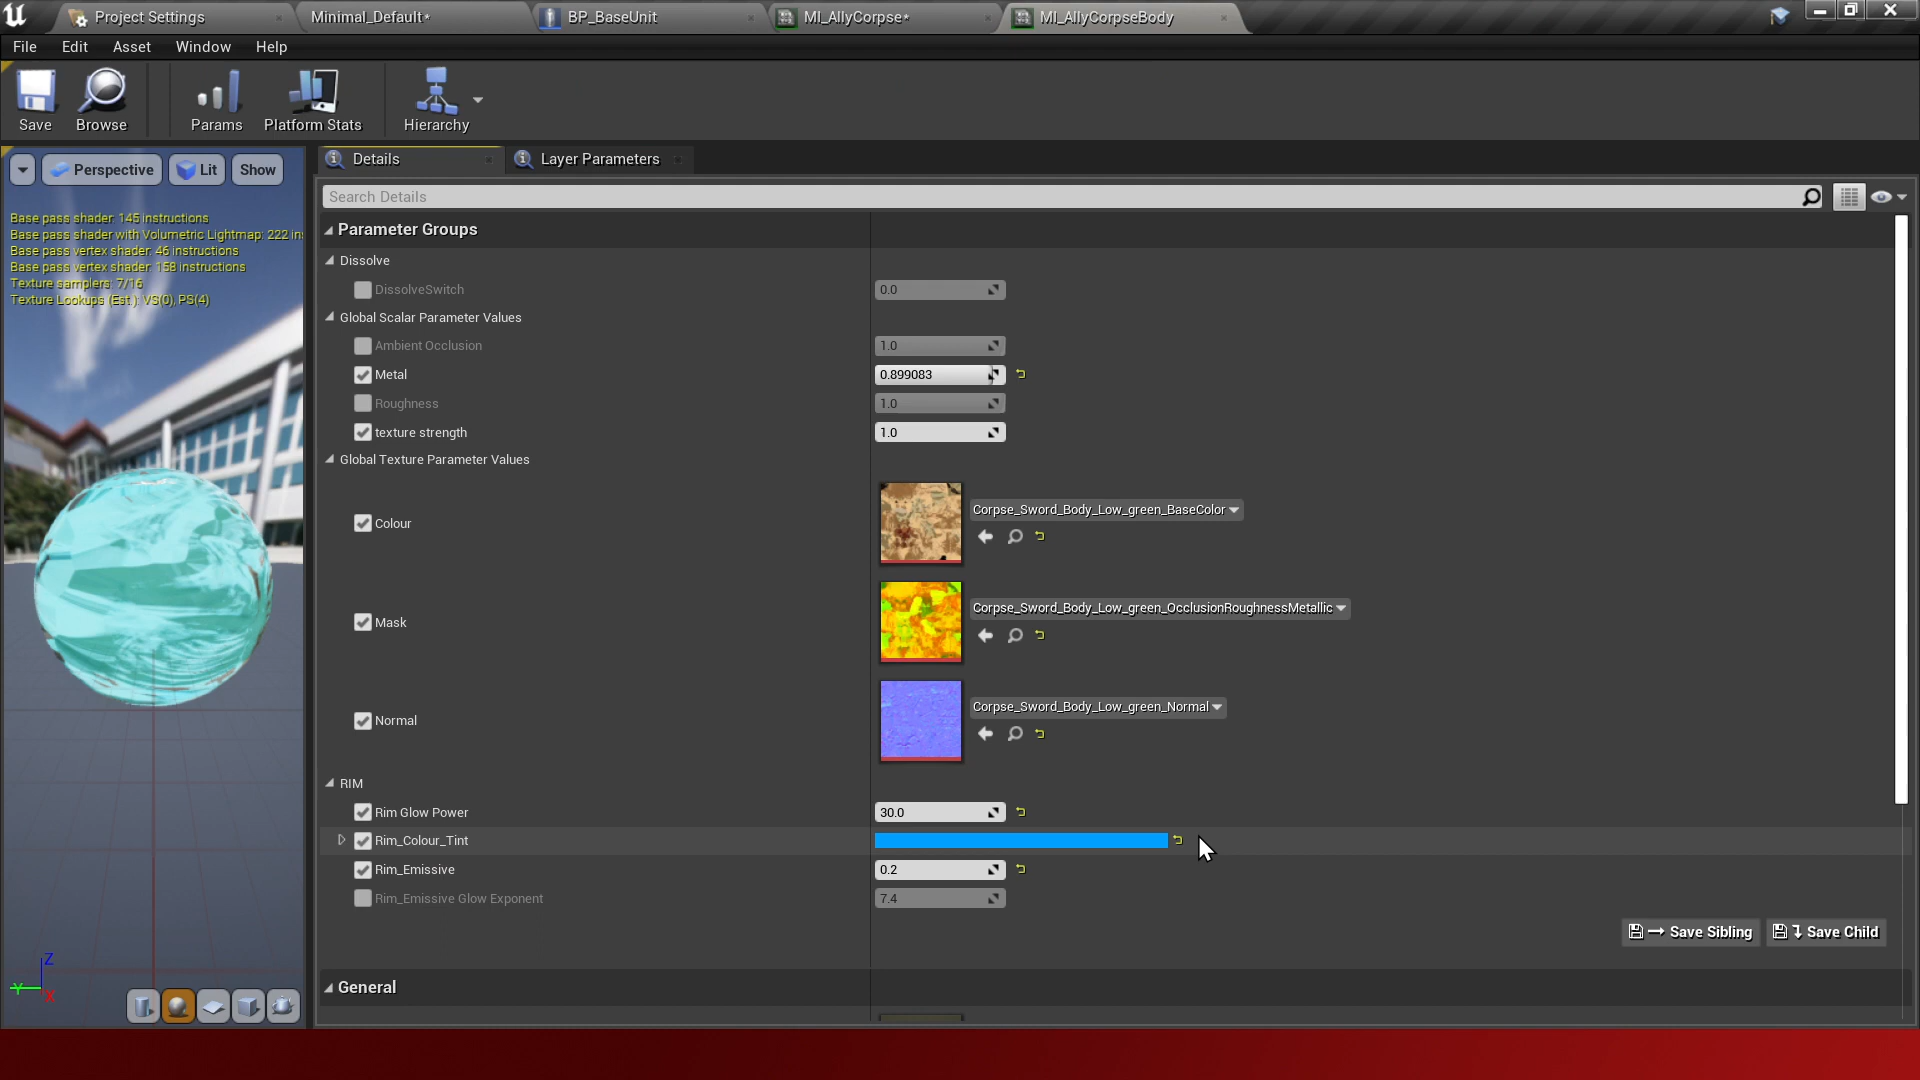 Project Settings
Minimal_Default*
BP_BaseUnit
MI_AllyCorpse*
MI_AllyCorpseBody
File
Edit
Asset
Window
Help
Save
Browse
Params
Platform Stats
Hierarchy
Perspective
Lit
Show
Base pass shader: 145 instructions
Base pass shader with Volumetric Lightmap: 222 ins
Base pass vertex shader: 46 instructions
Base pass vertex shader: 158 instructions
Texture samplers: 7/16
Texture Lookups (Est.): VS(0), PS(4)
Details
Layer Parameters
Search Details
Parameter Groups
Dissolve
DissolveSwitch
0.0
Global Scalar Parameter Values
Ambient Occlusion
1.0
Metal
0.899083
Roughness
1.0
texture strength
1.0
Global Texture Parameter Values
Colour
Corpse_Sword_Body_Low_green_BaseColor
Mask
Corpse_Sword_Body_Low_green_OcclusionRoughnessMetallic
Normal
Corpse_Sword_Body_Low_green_Normal
RIM
Rim Glow Power
30.0
Rim_Colour_Tint
Rim_Emissive
0.2
Rim_Emissive Glow Exponent
7.4
Save Sibling
Save Child
General
Z
Y
X